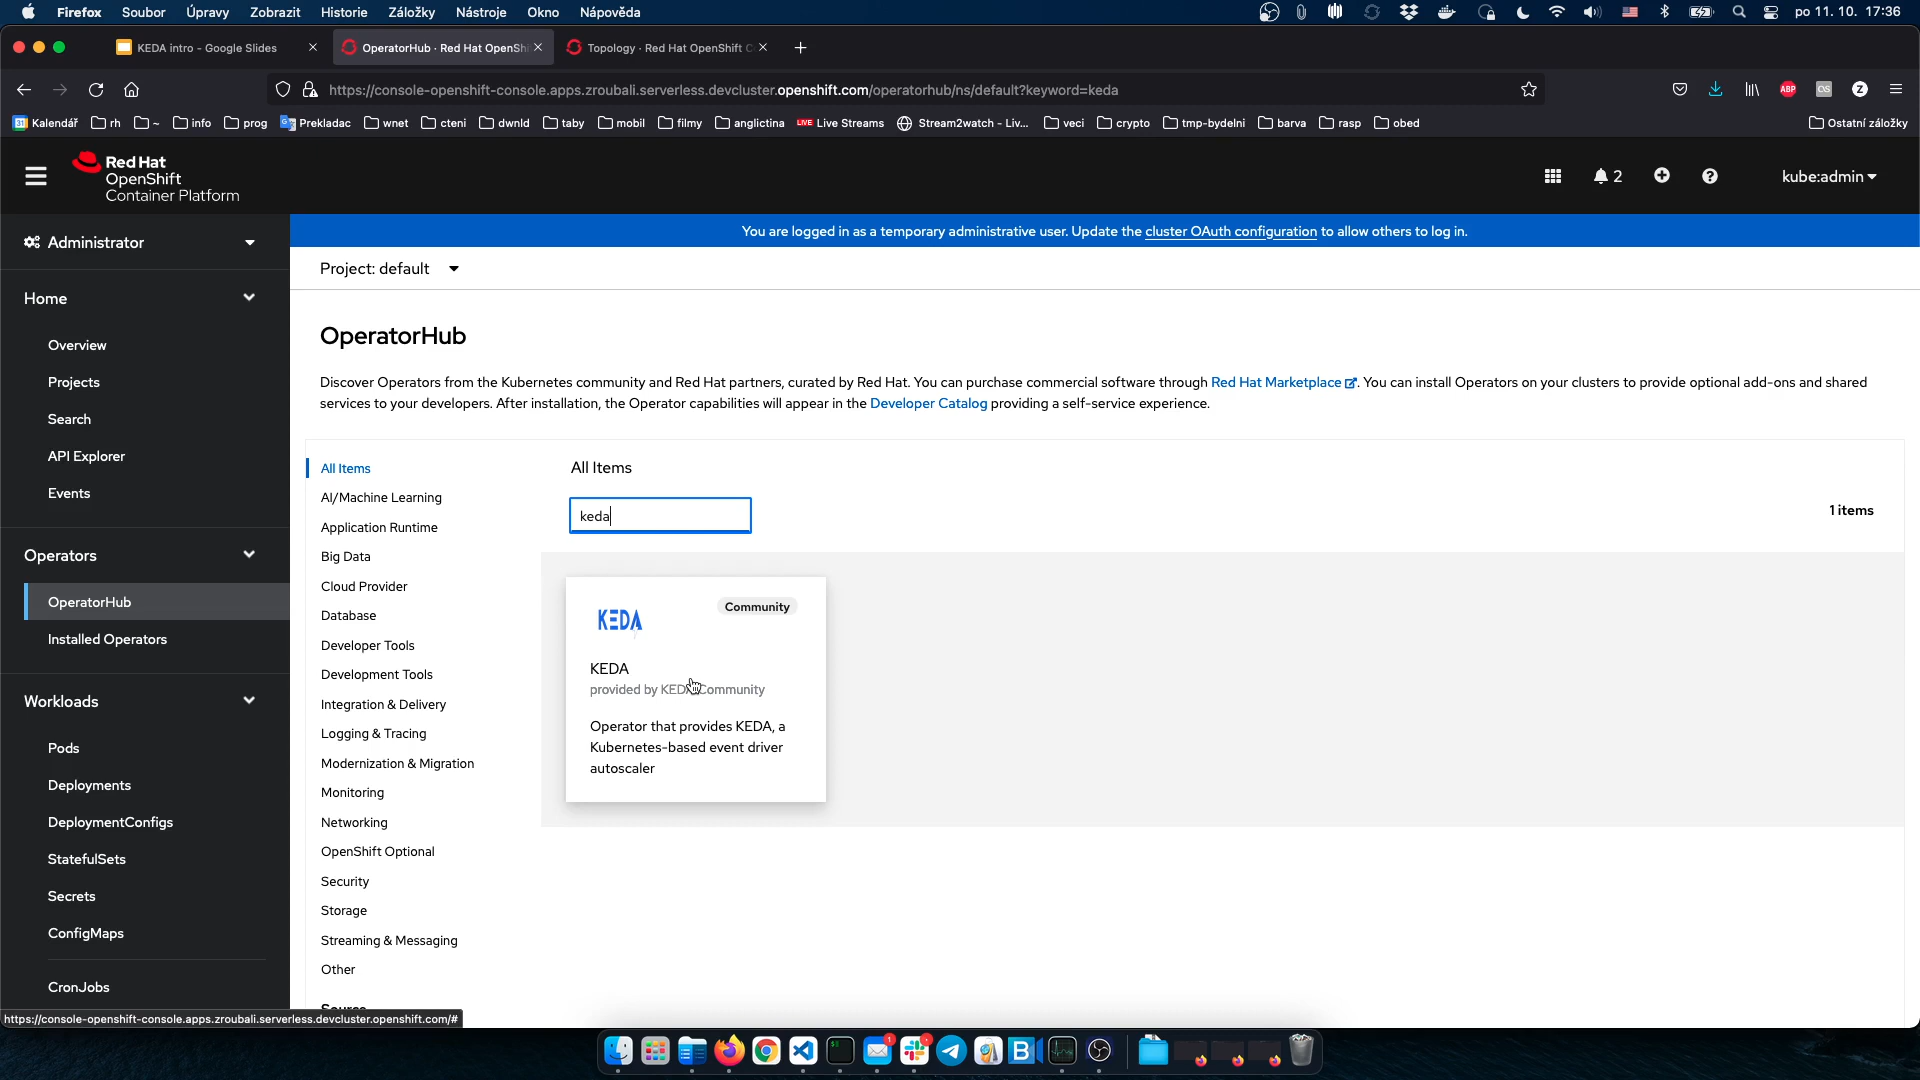 Firefox Soubor Úpravy Zobrazit Historie Záložky Nástroje Okno Nápověda po 11. 10. 17:36
KEDA intro - Google Slides OperatorHub · Red Hat OpenShi Topology · Red Hat OpenShift C
https://console-openshift-console.apps.zroubali.serverless.devcluster.openshift.com/operatorhub/ns/default?keyword=keda
ABP
Z
Kalendář rh ~ info prog Prekladac wnet cteni dwnld taby mobil filmy anglictina LIVE Live Streams Stream2watch - Liv... veci crypto tmp-bydelni barva rasp obed Ostatní záložky
Red Hat
OpenShift
Container Platform
2
kube:admin
Administrator
You are logged in as a temporary administrative user. Update the cluster OAuth configuration to allow others to log in.
Project: default
Home
Overview
Projects
Search
API Explorer
Events
Operators
OperatorHub
Installed Operators
Workloads
Pods
Deployments
DeploymentConfigs
StatefulSets
Secrets
ConfigMaps
CronJobs
OperatorHub
Discover Operators from the Kubernetes community and Red Hat partners, curated by Red Hat. You can purchase commercial software through Red Hat Marketplace. You can install Operators on your clusters to provide optional add-ons and shared
services to your developers. After installation, the Operator capabilities will appear in the Developer Catalog providing a self-service experience.
All Items
AI/Machine Learning
Application Runtime
Big Data
Cloud Provider
Database
Developer Tools
Development Tools
Integration & Delivery
Logging & Tracing
Modernization & Migration
Monitoring
Networking
OpenShift Optional
Security
Storage
Streaming & Messaging
Other
Source
All Items
keda
1 items
KEDA
Community
KEDA
provided by KEDA Community
Operator that provides KEDA, a
Kubernetes-based event driver
autoscaler
https://console-openshift-console.apps.zroubali.serverless.devcluster.openshift.com/#